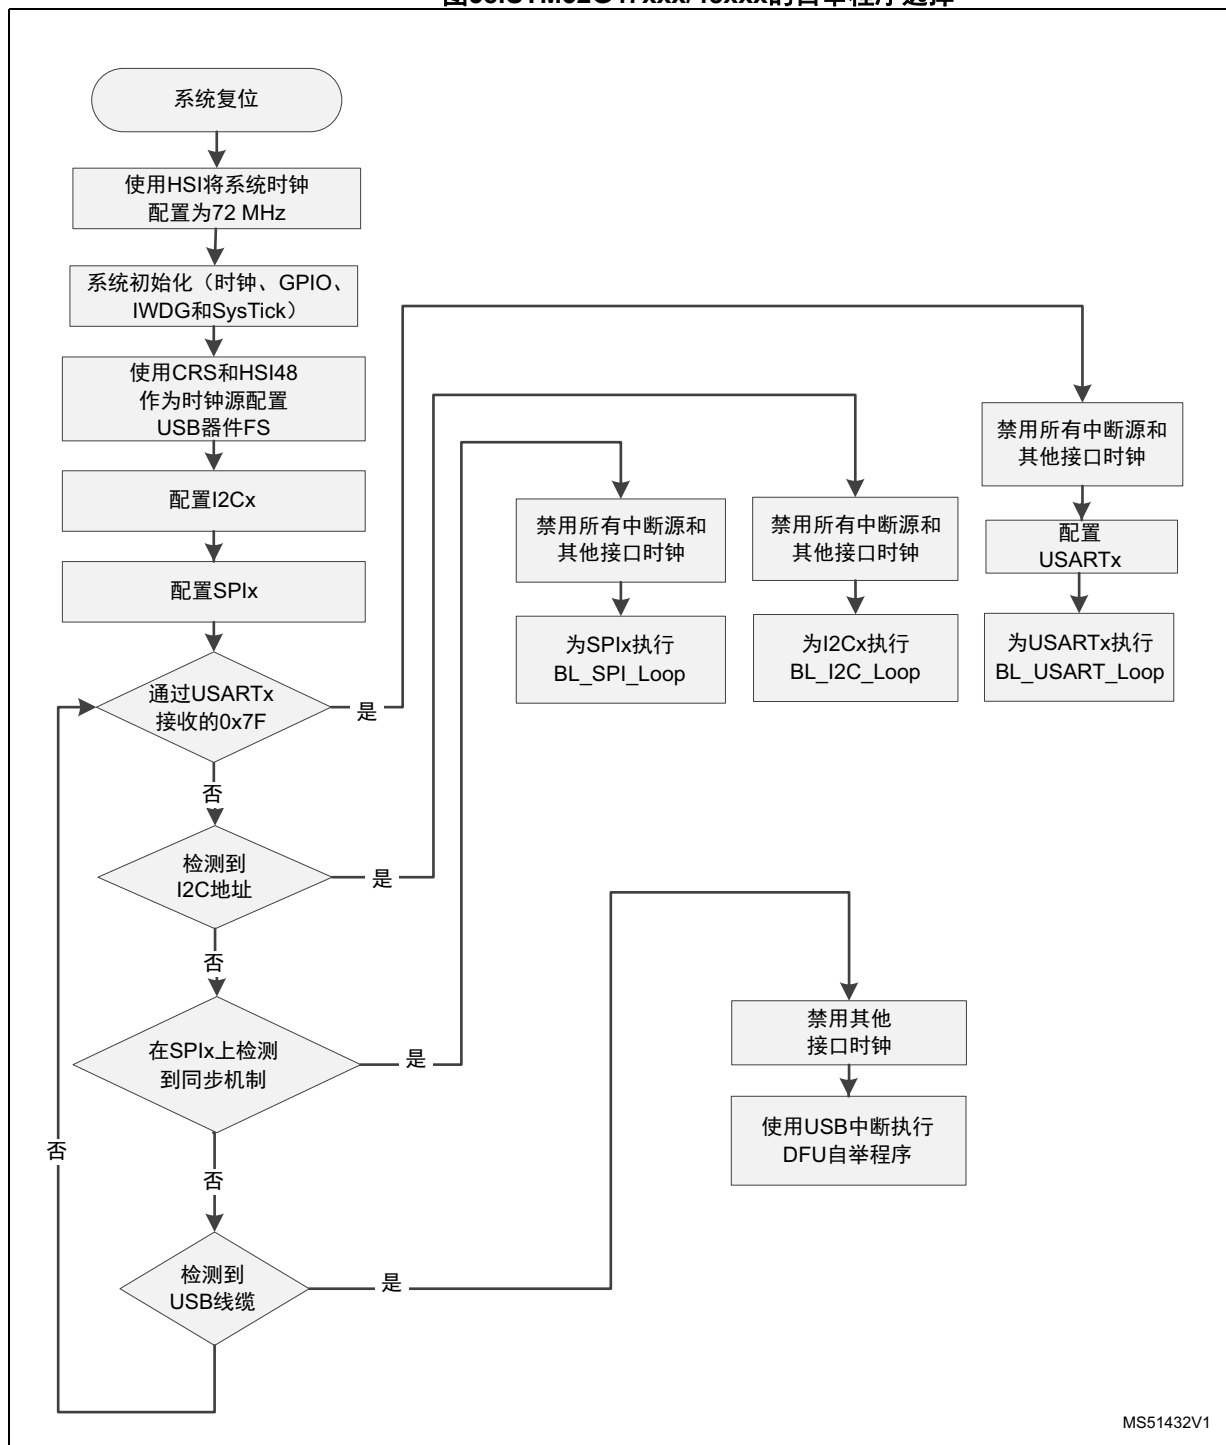 系统复位
使用HSI将系统时钟
配置为72 MHz
系统初始化（时钟、GPIO、
IWDG和SysTick）
使用CRS和HSI48
作为时钟源配置
USB器件FS
配置I2Cx
配置SPIx
通过USARTx
接收的0x7F
是
否
检测到
I2C地址
是
否
在SPIx上检测
到同步机制
是
否
检测到
USB线缆
是
否
禁用所有中断源和
其他接口时钟
为SPIx执行
BL_SPI_Loop
禁用所有中断源和
其他接口时钟
为I2Cx执行
BL_I2C_Loop
禁用所有中断源和
其他接口时钟
配置
USARTx
为USARTx执行
BL_USART_Loop
禁用其他
接口时钟
使用USB中断执行
DFU自举程序
MS51432V1